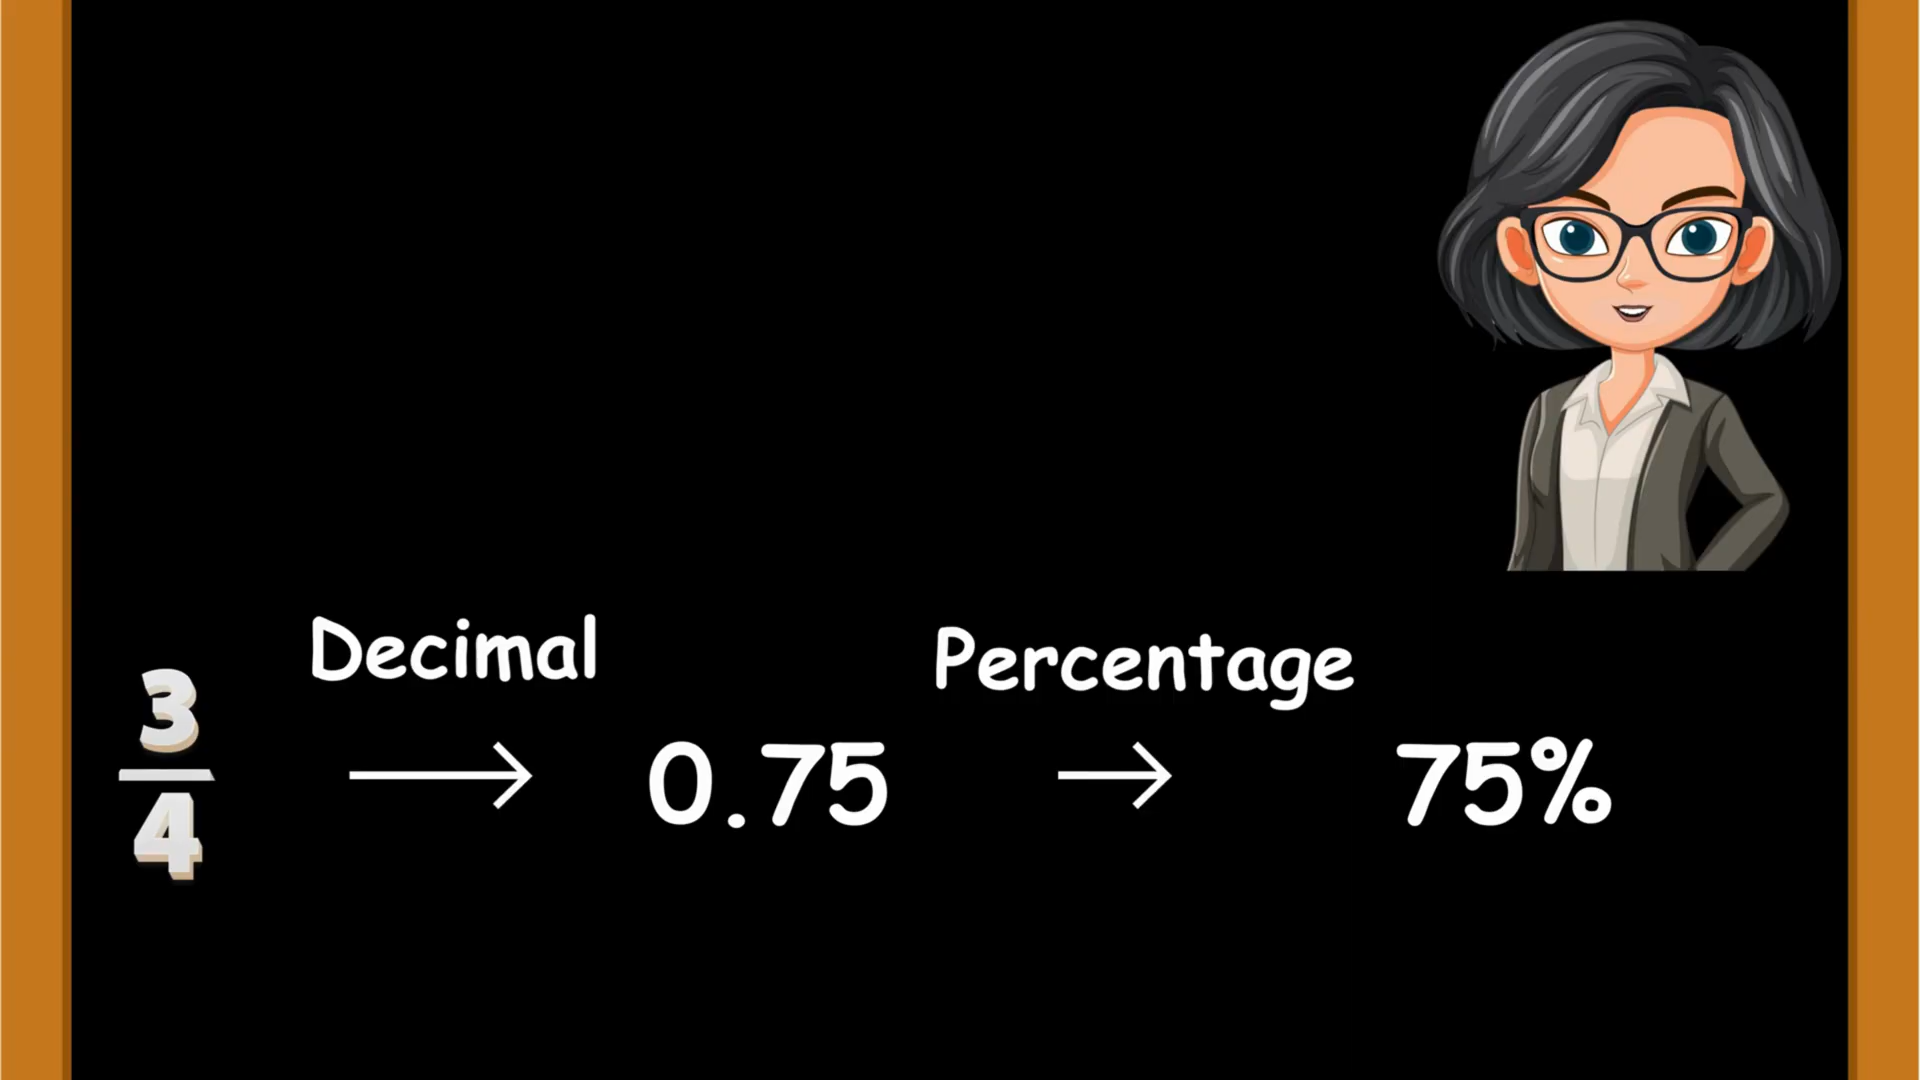 Decimal Percentage
3/4 → 0.75 → 75%